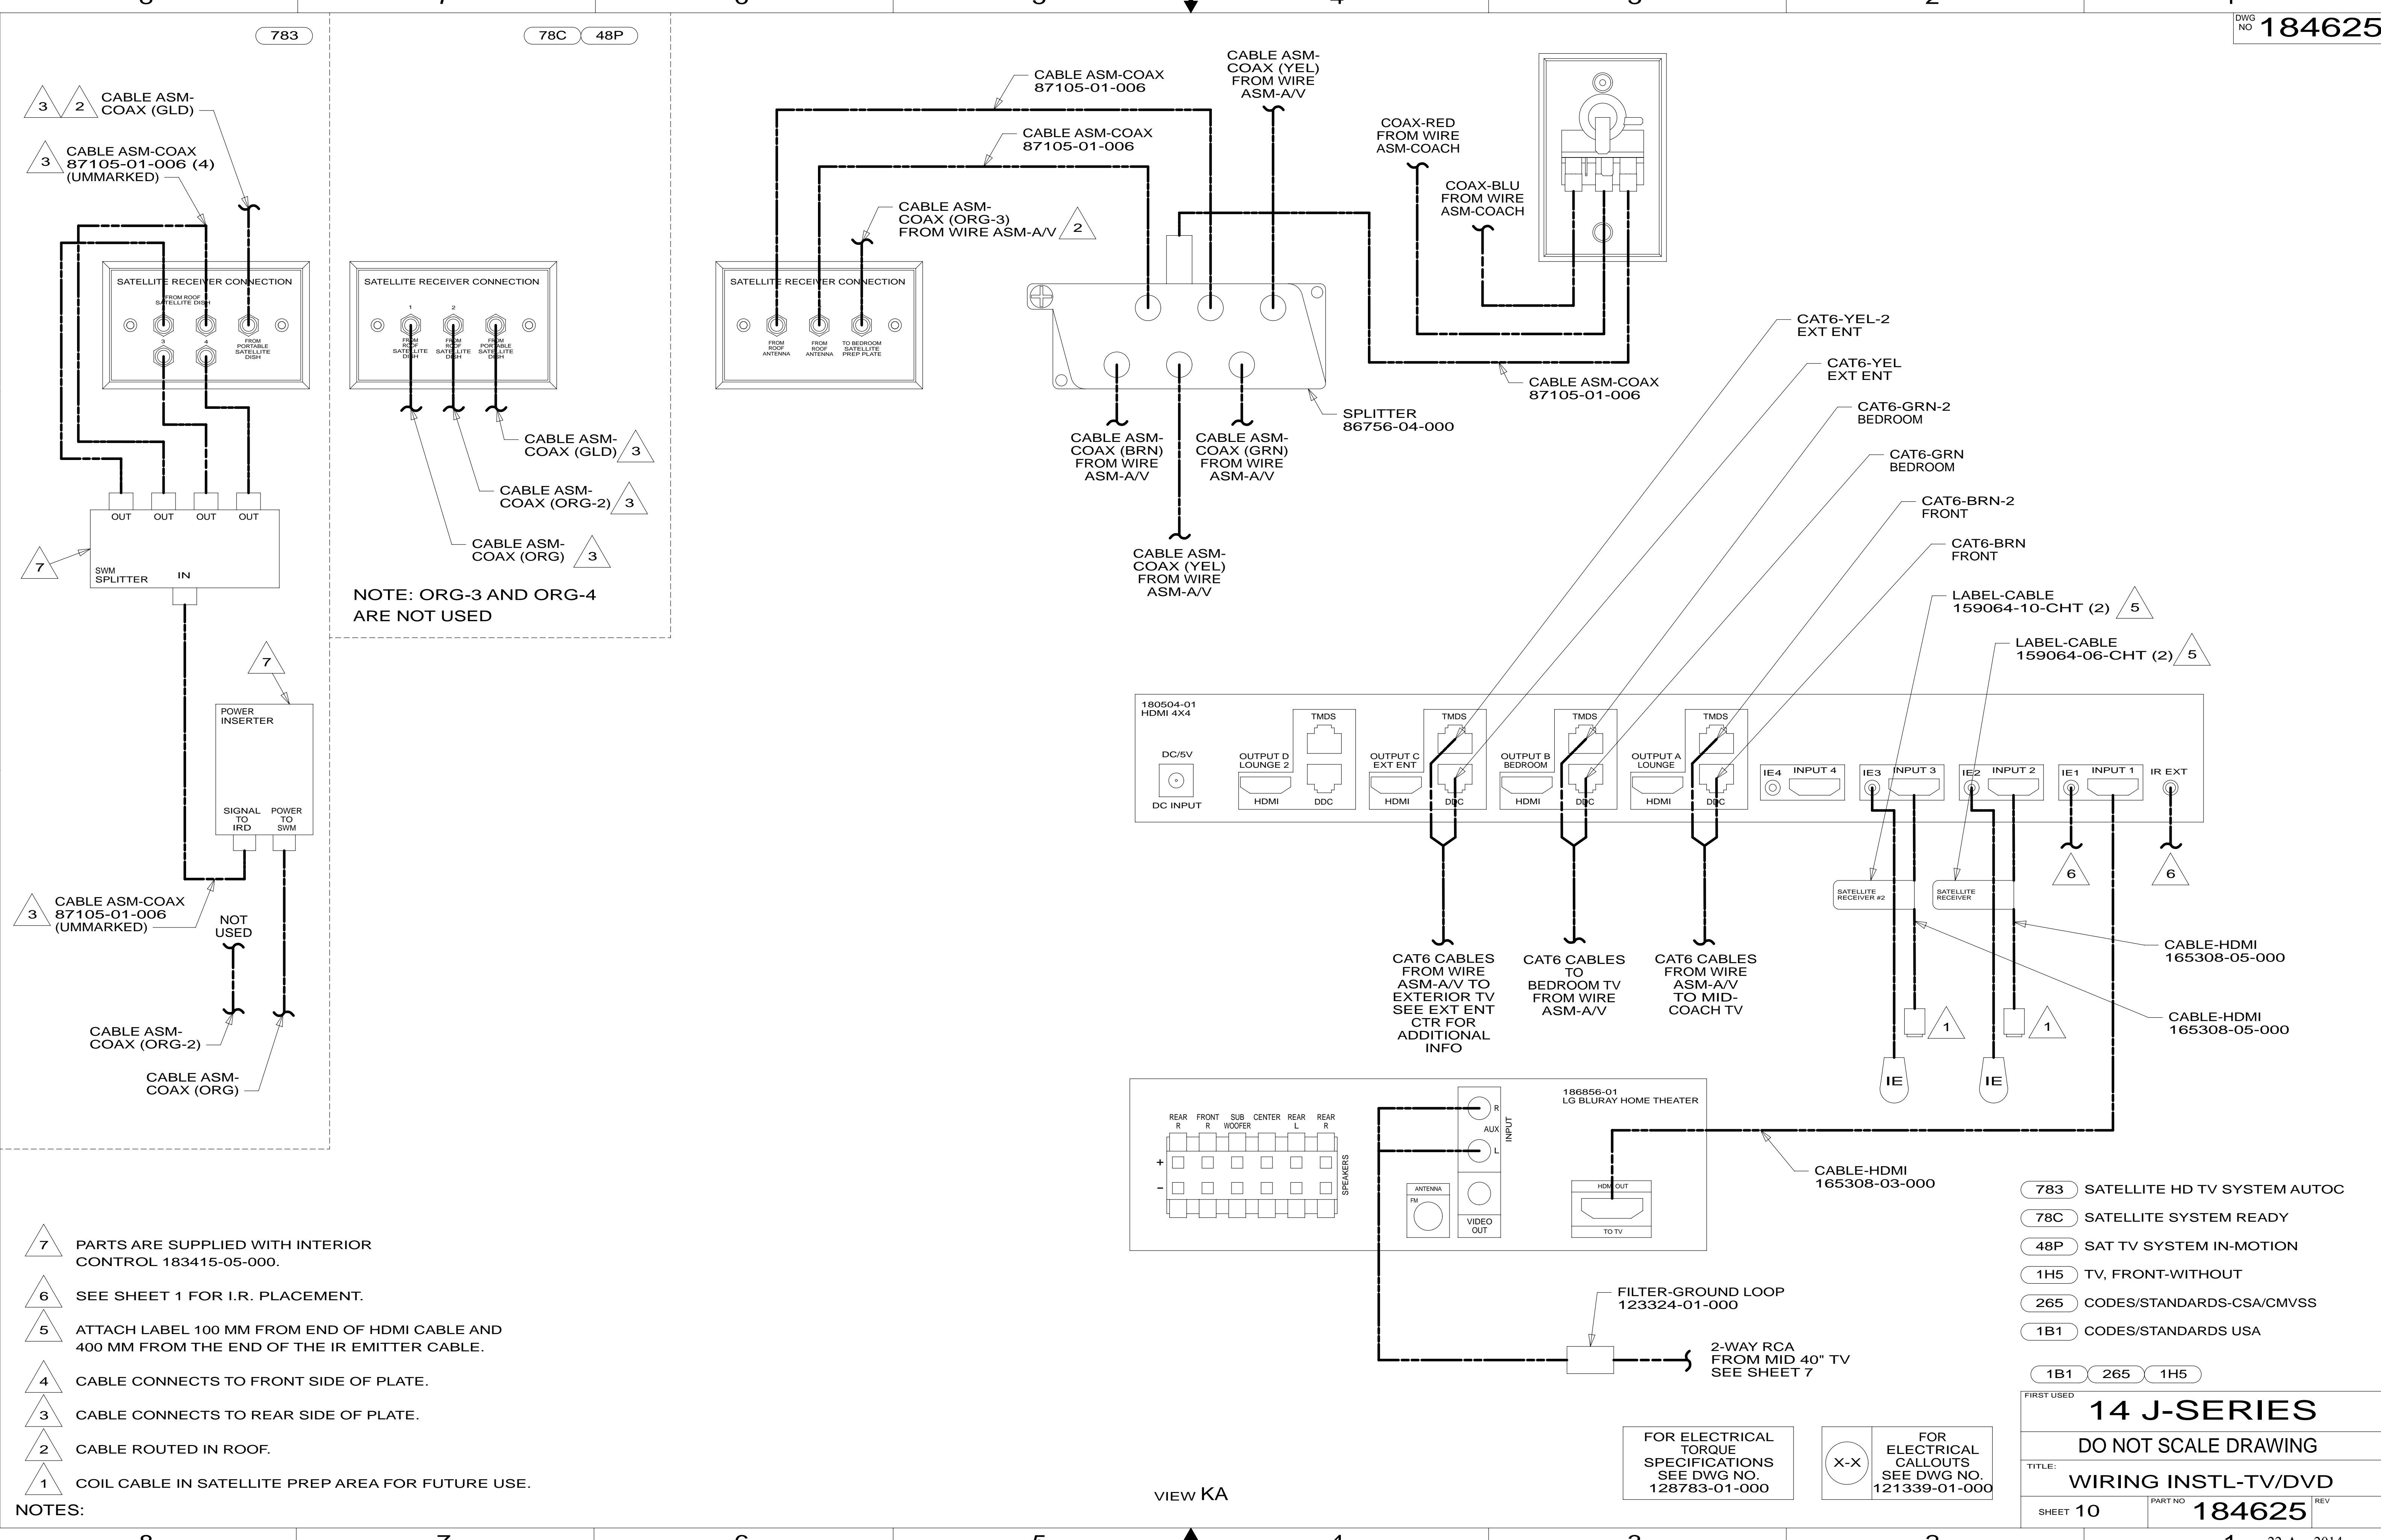 DWG NO 184625
783
78C 48P
3 2 CABLE ASM-
COAX (GLD)
3 CABLE ASM-COAX
87105-01-006 (4)
(UMMARKED)
SATELLITE RECEIVER CONNECTION
FROM ROOF
SATELLITE DISH
3 4
FROM
PORTABLE
SATELLITE
DISH
OUT OUT OUT OUT
SWM
SPLITTER
IN
7
7
POWER
INSERTER
SIGNAL
TO
IRD
POWER
TO
SWM
3 CABLE ASM-COAX
87105-01-006
(UMMARKED)
NOT
USED
CABLE ASM-
COAX (ORG-2)
CABLE ASM-
COAX (ORG)
SATELLITE RECEIVER CONNECTION
1 2
FROM
ROOF
SATELLITE
DISH
FROM
ROOF
SATELLITE
DISH
FROM
PORTABLE
SATELLITE
DISH
CABLE ASM-
COAX (GLD) 3
CABLE ASM-
COAX (ORG-2) 3
CABLE ASM-
COAX (ORG) 3
NOTE: ORG-3 AND ORG-4
ARE NOT USED
CABLE ASM-COAX
87105-01-006
CABLE ASM-COAX
87105-01-006
CABLE ASM-
COAX (ORG-3)
FROM WIRE ASM-A/V 2
SATELLITE RECEIVER CONNECTION
FROM
ROOF
ANTENNA
FROM
ROOF
ANTENNA
TO BEDROOM
SATELLITE
PREP PLATE
CABLE ASM-
COAX (YEL)
FROM WIRE
ASM-A/V
COAX-RED
FROM WIRE
ASM-COACH
COAX-BLU
FROM WIRE
ASM-COACH
CABLE ASM-COAX
87105-01-006
SPLITTER
86756-04-000
CABLE ASM-
COAX (BRN)
FROM WIRE
ASM-A/V
CABLE ASM-
COAX (GRN)
FROM WIRE
ASM-A/V
CABLE ASM-
COAX (YEL)
FROM WIRE
ASM-A/V
CAT6-YEL-2
EXT ENT
CAT6-YEL
EXT ENT
CAT6-GRN-2
BEDROOM
CAT6-GRN
BEDROOM
CAT6-BRN-2
FRONT
CAT6-BRN
FRONT
LABEL-CABLE
159064-10-CHT (2) 5
LABEL-CABLE
159064-06-CHT (2) 5
180504-01
HDMI 4X4
DC/5V
DC INPUT
OUTPUT D
LOUNGE 2
HDMI
TMDS
DDC
OUTPUT C
EXT ENT
HDMI
TMDS
DDC
OUTPUT B
BEDROOM
HDMI
TMDS
DDC
OUTPUT A
LOUNGE
HDMI
TMDS
DDC
IE4 INPUT 4
IE3 INPUT 3
IE2 INPUT 2
IE1 INPUT 1
IR EXT
6 6
SATELLITE
RECEIVER #2
SATELLITE
RECEIVER
CABLE-HDMI
165308-05-000
CABLE-HDMI
165308-05-000
1 1
IE IE
CAT6 CABLES
FROM WIRE
ASM-A/V TO
EXTERIOR TV
SEE EXT ENT
CTR FOR
ADDITIONAL
INFO
CAT6 CABLES
TO
BEDROOM TV
FROM WIRE
ASM-A/V
CAT6 CABLES
FROM WIRE
ASM-A/V
TO MID-
COACH TV
186856-01
LG BLURAY HOME THEATER
REAR
R
FRONT
R
SUB
WOOFER
CENTER
REAR
L
REAR
R
+
−
SPEAKERS
R
AUX
L
INPUT
VIDEO
OUT
ANTENNA
FM
HDMI OUT
TO TV
CABLE-HDMI
165308-03-000
FILTER-GROUND LOOP
123324-01-000
2-WAY RCA
FROM MID 40" TV
SEE SHEET 7
7 PARTS ARE SUPPLIED WITH INTERIOR
CONTROL 183415-05-000.
6 SEE SHEET 1 FOR I.R. PLACEMENT.
5 ATTACH LABEL 100 MM FROM END OF HDMI CABLE AND
400 MM FROM THE END OF THE IR EMITTER CABLE.
4 CABLE CONNECTS TO FRONT SIDE OF PLATE.
3 CABLE CONNECTS TO REAR SIDE OF PLATE.
2 CABLE ROUTED IN ROOF.
1 COIL CABLE IN SATELLITE PREP AREA FOR FUTURE USE.
NOTES:
VIEW KA
783 SATELLITE HD TV SYSTEM AUTOC
78C SATELLITE SYSTEM READY
48P SAT TV SYSTEM IN-MOTION
1H5 TV, FRONT-WITHOUT
265 CODES/STANDARDS-CSA/CMVSS
1B1 CODES/STANDARDS USA
1B1 265 1H5
FOR ELECTRICAL
TORQUE
SPECIFICATIONS
SEE DWG NO.
128783-01-000
X-X
FOR
ELECTRICAL
CALLOUTS
SEE DWG NO.
121339-01-000
FIRST USED
14 J-SERIES
DO NOT SCALE DRAWING
TITLE:
WIRING INSTL-TV/DVD
SHEET 10
PART NO 184625
REV